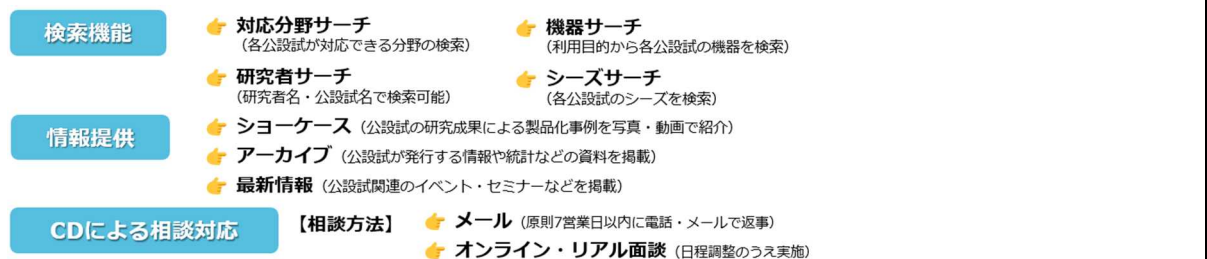 検索機能
対応分野サーチ
（各公設試が対応できる分野の検索）
機器サーチ
（利用目的から各公設試の機器を検索）
研究者サーチ
（研究者名・公設試名で検索可能）
シーズサーチ
（各公設試のシーズを検索）
情報提供
ショーケース（公設試の研究成果による製品化事例を写真・動画で紹介）
アーカイブ（公設試が発行する情報や統計などの資料を掲載）
最新情報（公設試関連のイベント・セミナーなどを掲載）
CDによる相談対応
【相談方法】 メール（原則7営業日以内に電話・メールで返事）
オンライン・リアル面談（日程調整のうえ実施）